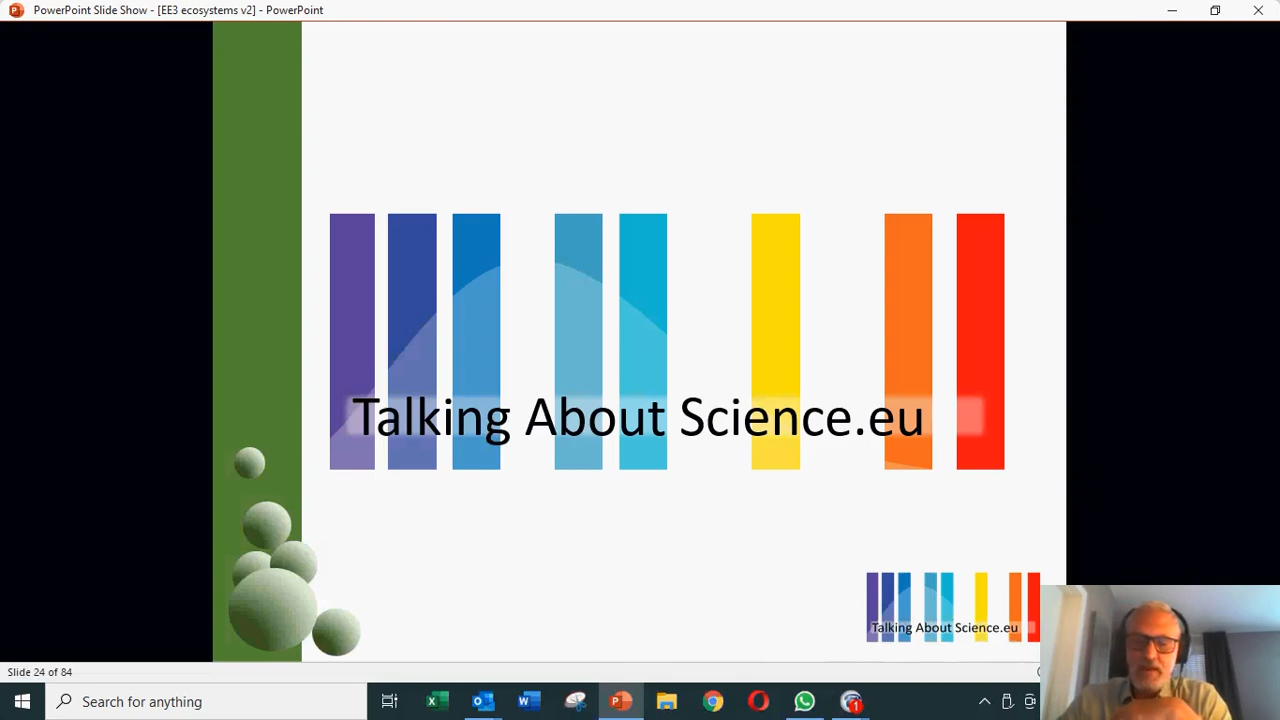 PowerPoint Slide Show - [EE3 ecosystems v2] - PowerPoint
Talking About Science.eu
Talking About Science.eu
Slide 24 of 84
Search for anything
1